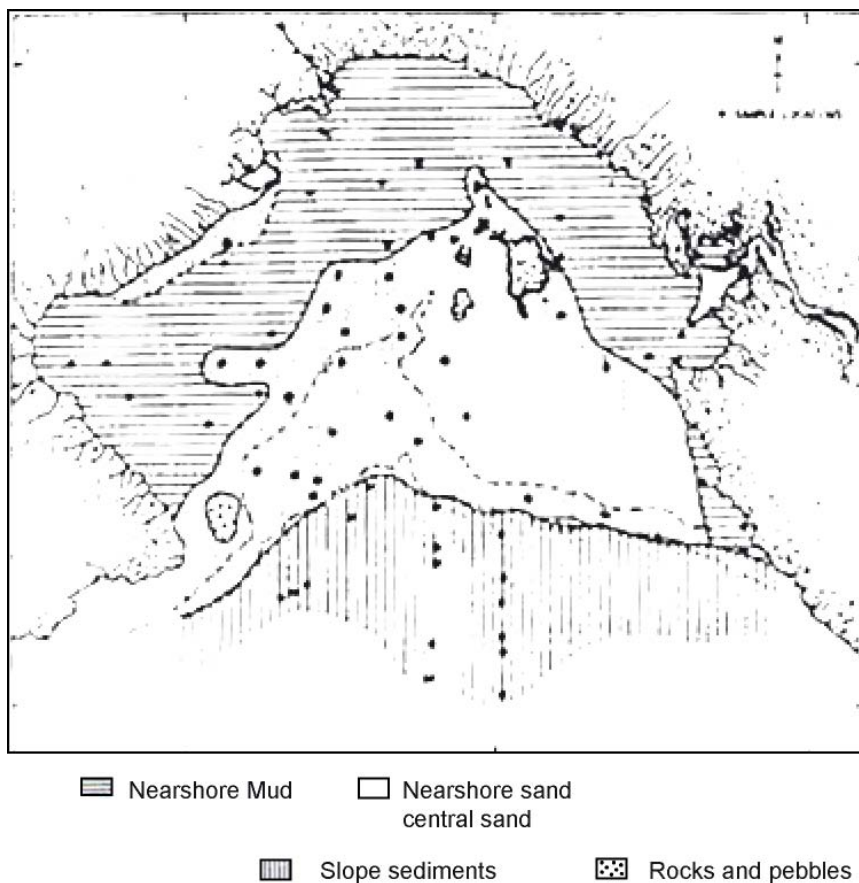 Nearshore Mud
Nearshore sand
central sand
Slope sediments
Rocks and pebbles